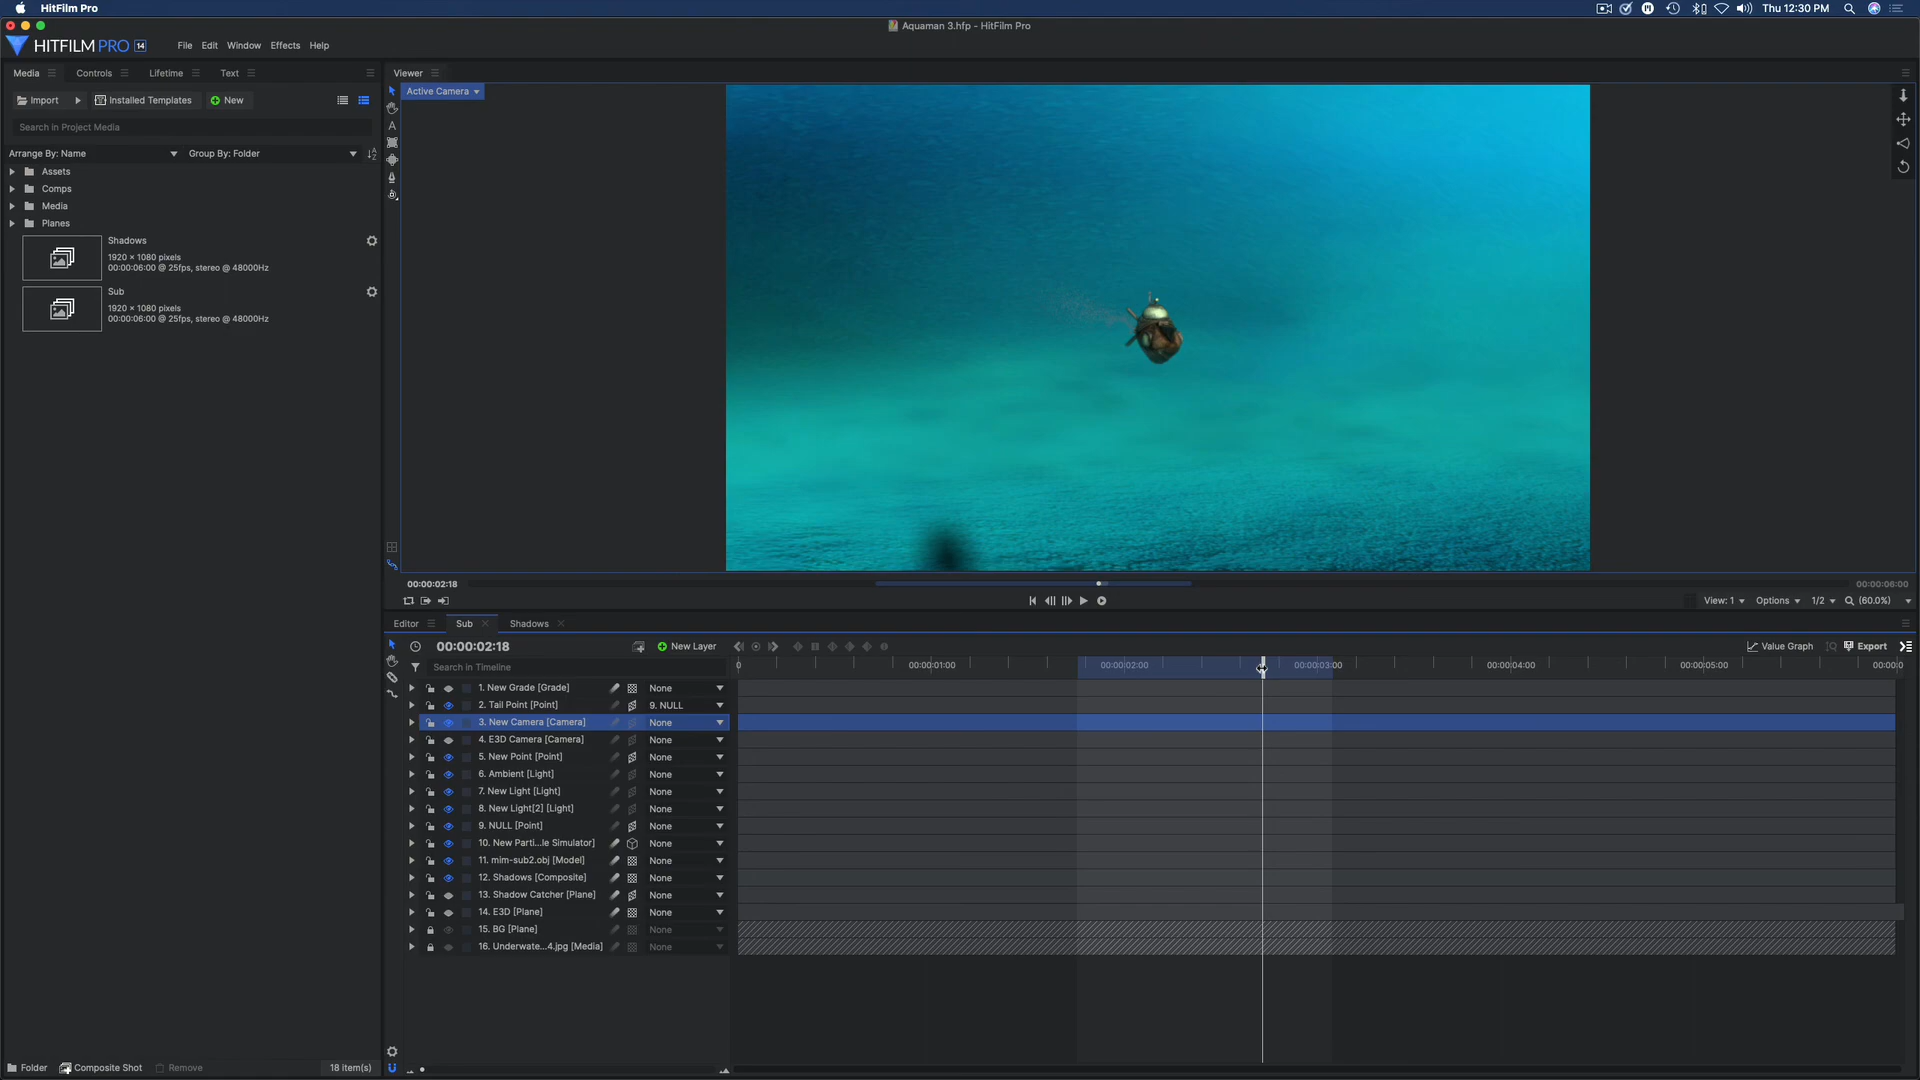 HitFilm Pro
Thu 12:30 PM
Aquaman 3.hfp - HitFilm Pro
HITFILM PRO 14
File Edit Window Effects Help
Media Controls Lifetime Text
Viewer
Import Installed Templates New
Active Camera
Search in Project Media
Arrange By: Name Group By: Folder
Assets
Comps
Media
Planes
Shadows
1920 × 1080 pixels
00:00:06:00 @ 25fps, stereo @ 48000Hz
Sub
1920 × 1080 pixels
00:00:06:00 @ 25fps, stereo @ 48000Hz
00:00:02:18
00:00:06:00
View: 1 Options 1/2 (60.0%)
Editor Sub Shadows
00:00:02:18 New Layer
Value Graph Export
Search in Timeline
0 00:00:01:00 00:00:02:00 00:00:03:00 00:00:04:00 00:00:05:00 00:00:0
1. New Grade [Grade] None
2. Tail Point [Point] 9. NULL
3. New Camera [Camera] None
4. E3D Camera [Camera] None
5. New Point [Point] None
6. Ambient [Light] None
7. New Light [Light] None
8. New Light[2] [Light] None
9. NULL [Point] None
10. New Parti...le Simulator] None
11. mim-sub2.obj [Model] None
12. Shadows [Composite] None
13. Shadow Catcher [Plane] None
14. E3D [Plane] None
15. BG [Plane] None
16. Underwate...4.jpg [Media] None
Folder Composite Shot Remove 18 item(s)